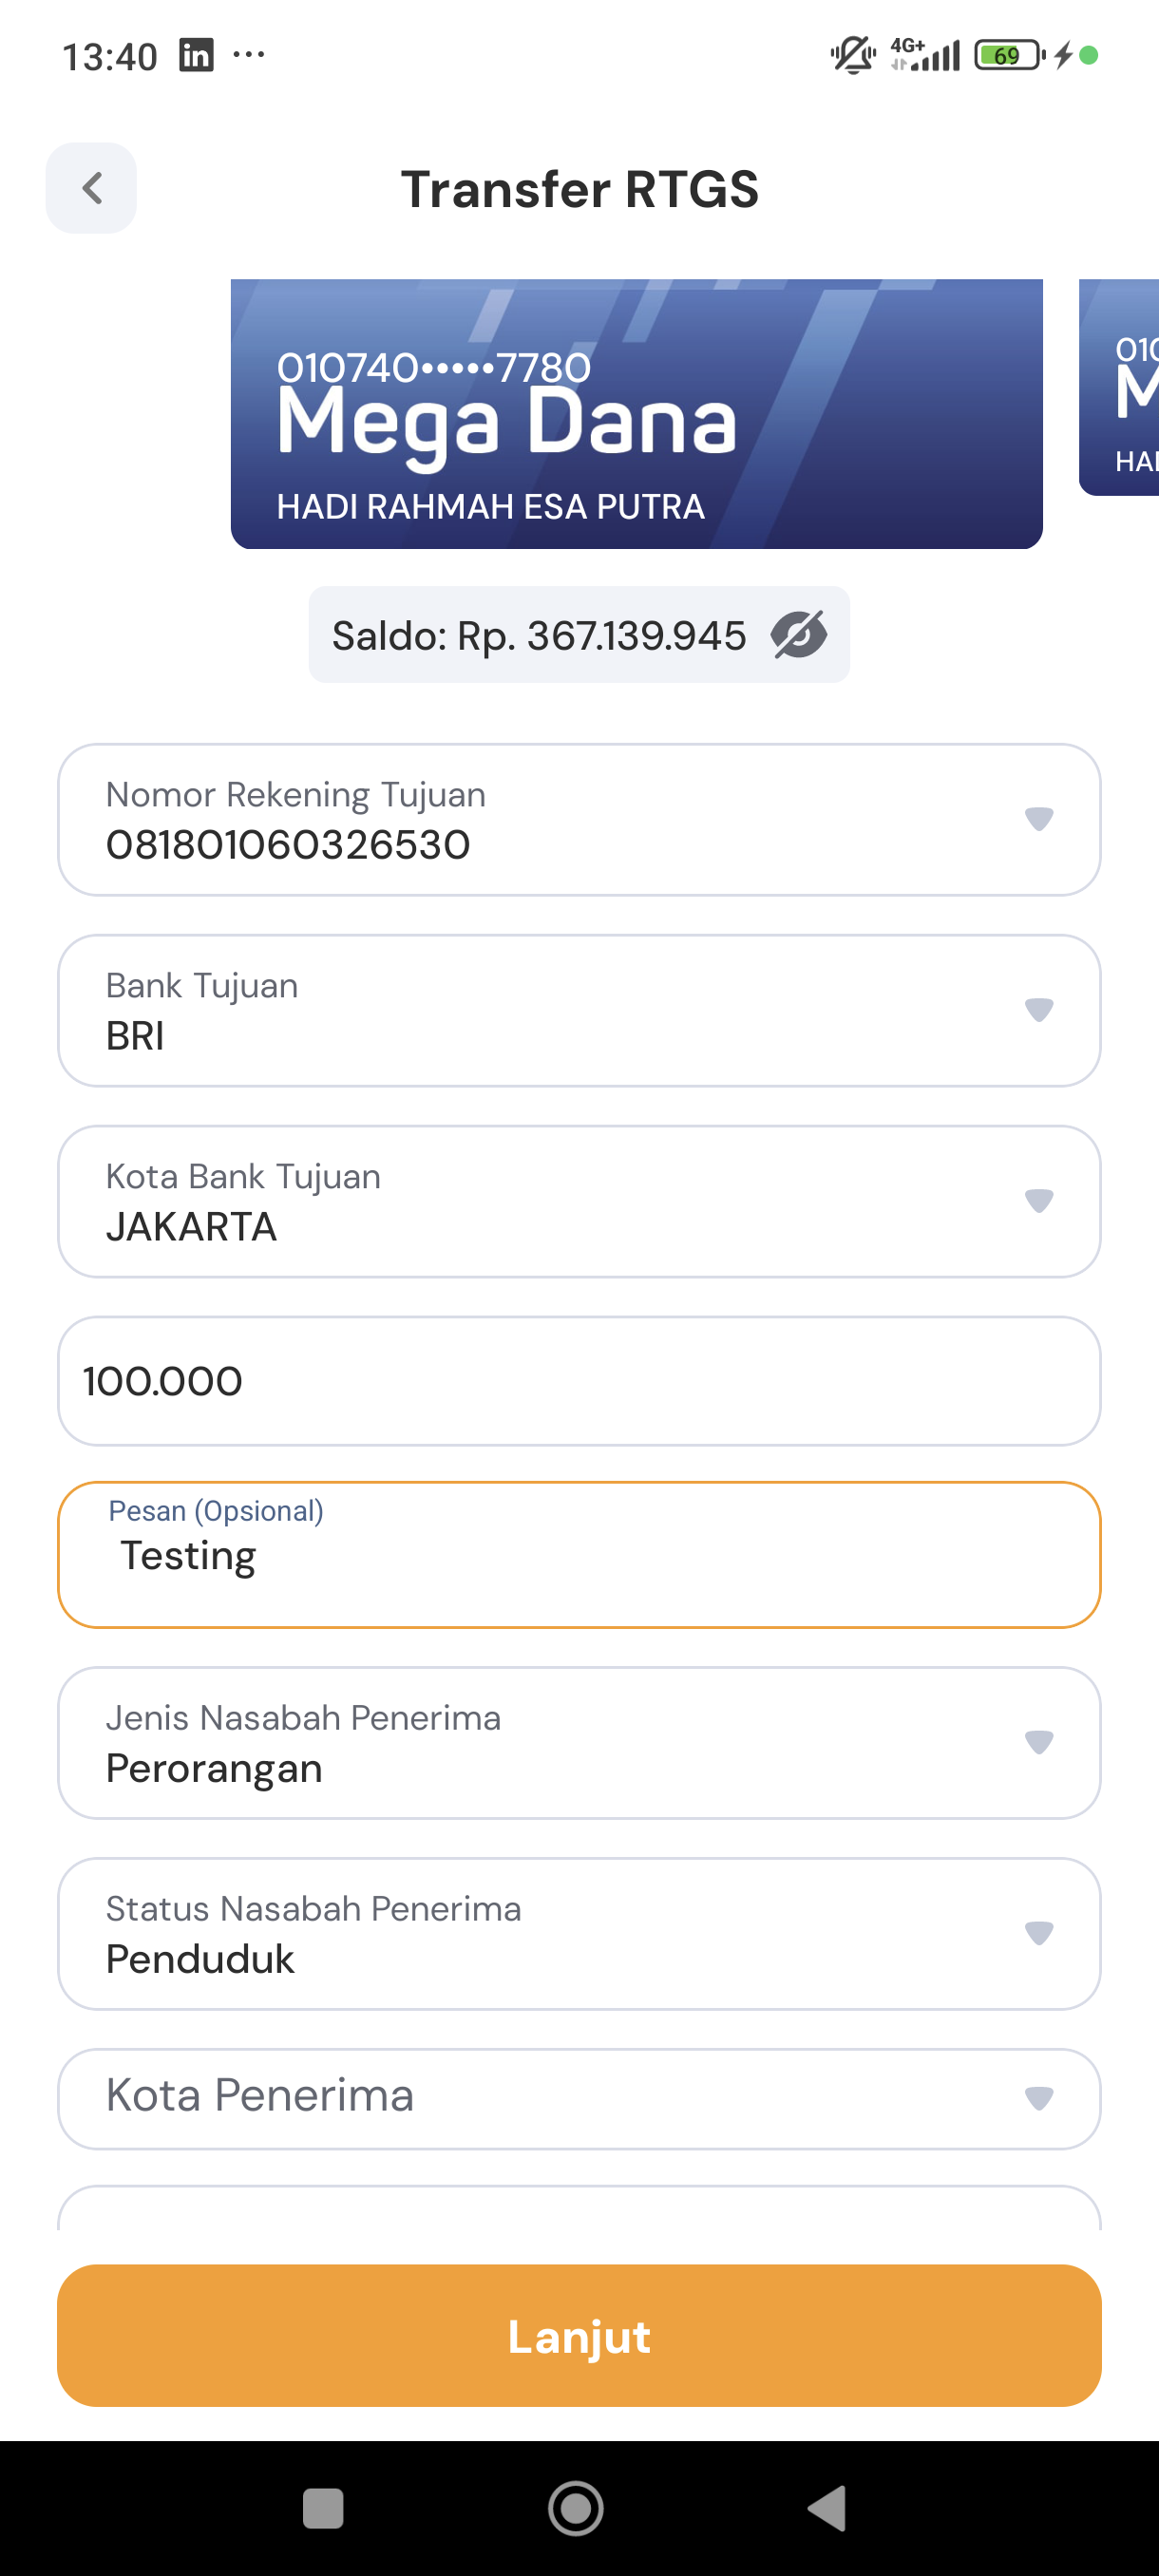 13:40
4G+
69
Transfer RTGS
010740•••••7780
Mega Dana
HADI RAHMAH ESA PUTRA
010
M
HA
Saldo: Rp. 367.139.945
Nomor Rekening Tujuan
081801060326530
Bank Tujuan
BRI
Kota Bank Tujuan
JAKARTA
100.000
Pesan (Opsional)
Testing
Jenis Nasabah Penerima
Perorangan
Status Nasabah Penerima
Penduduk
Kota Penerima
Lanjut